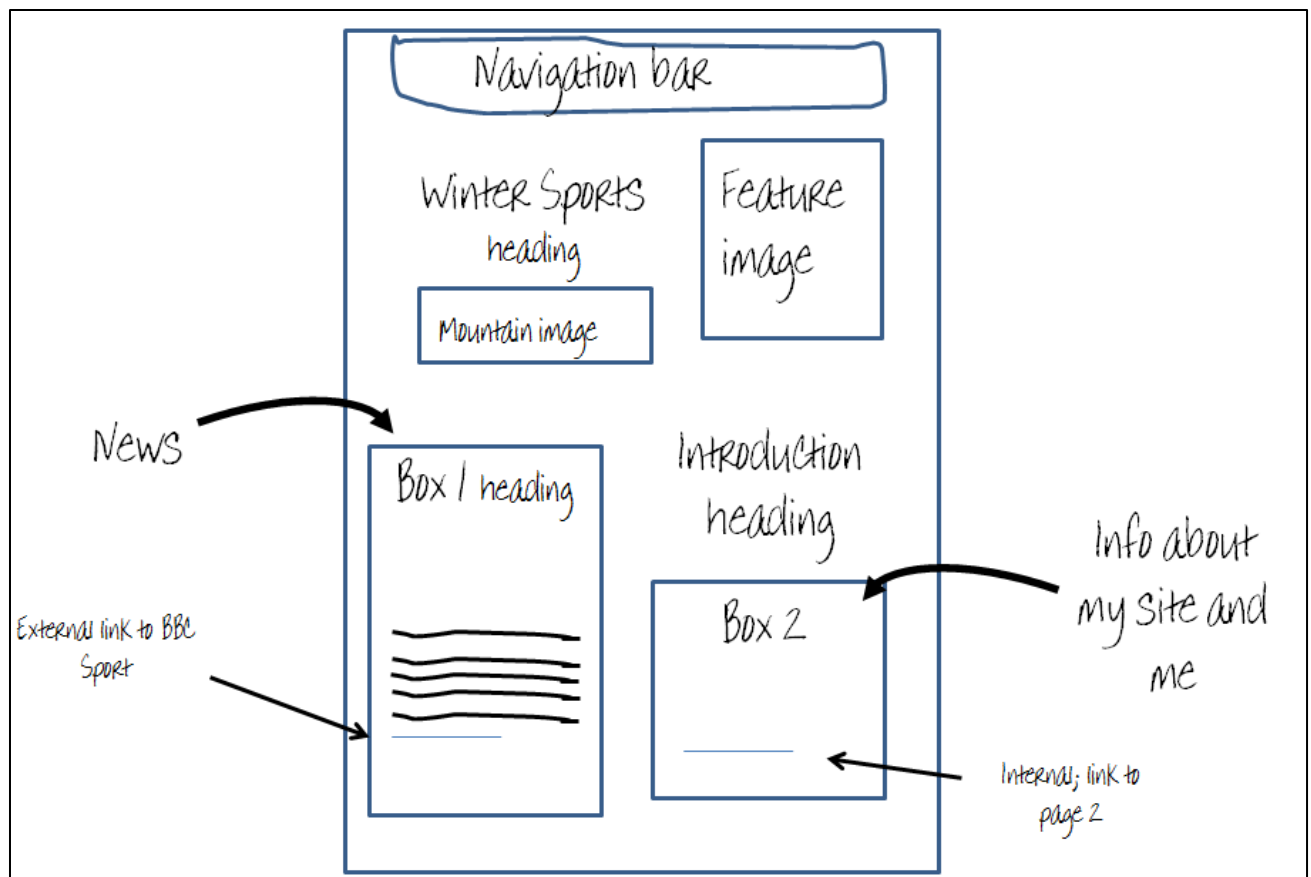 Navigation bar
Winter Sports
heading
Feature
image
Mountain image
News
Box 1 heading
Introduction
heading
Info about
my site and
me
External link to BBC
Sport
Box 2
Internal; link to
page 2